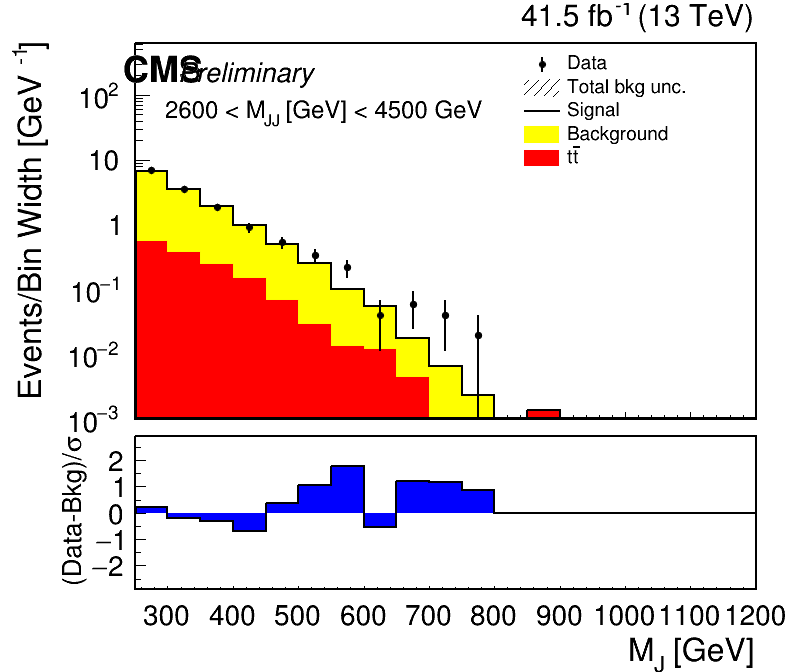 41.5 fb⁻¹ (13 TeV)
CMS Preliminary
2600 < M_JJ [GeV] < 4500 GeV
Data
Total bkg unc.
Signal
Background
tt̄
Events/Bin Width [GeV⁻¹]
10²
10
1
10⁻¹
10⁻²
10⁻³
(Data-Bkg)/σ
2
1
0
−1
−2
300 400 500 600 700 800 900 1000 1100 1200
M_J [GeV]